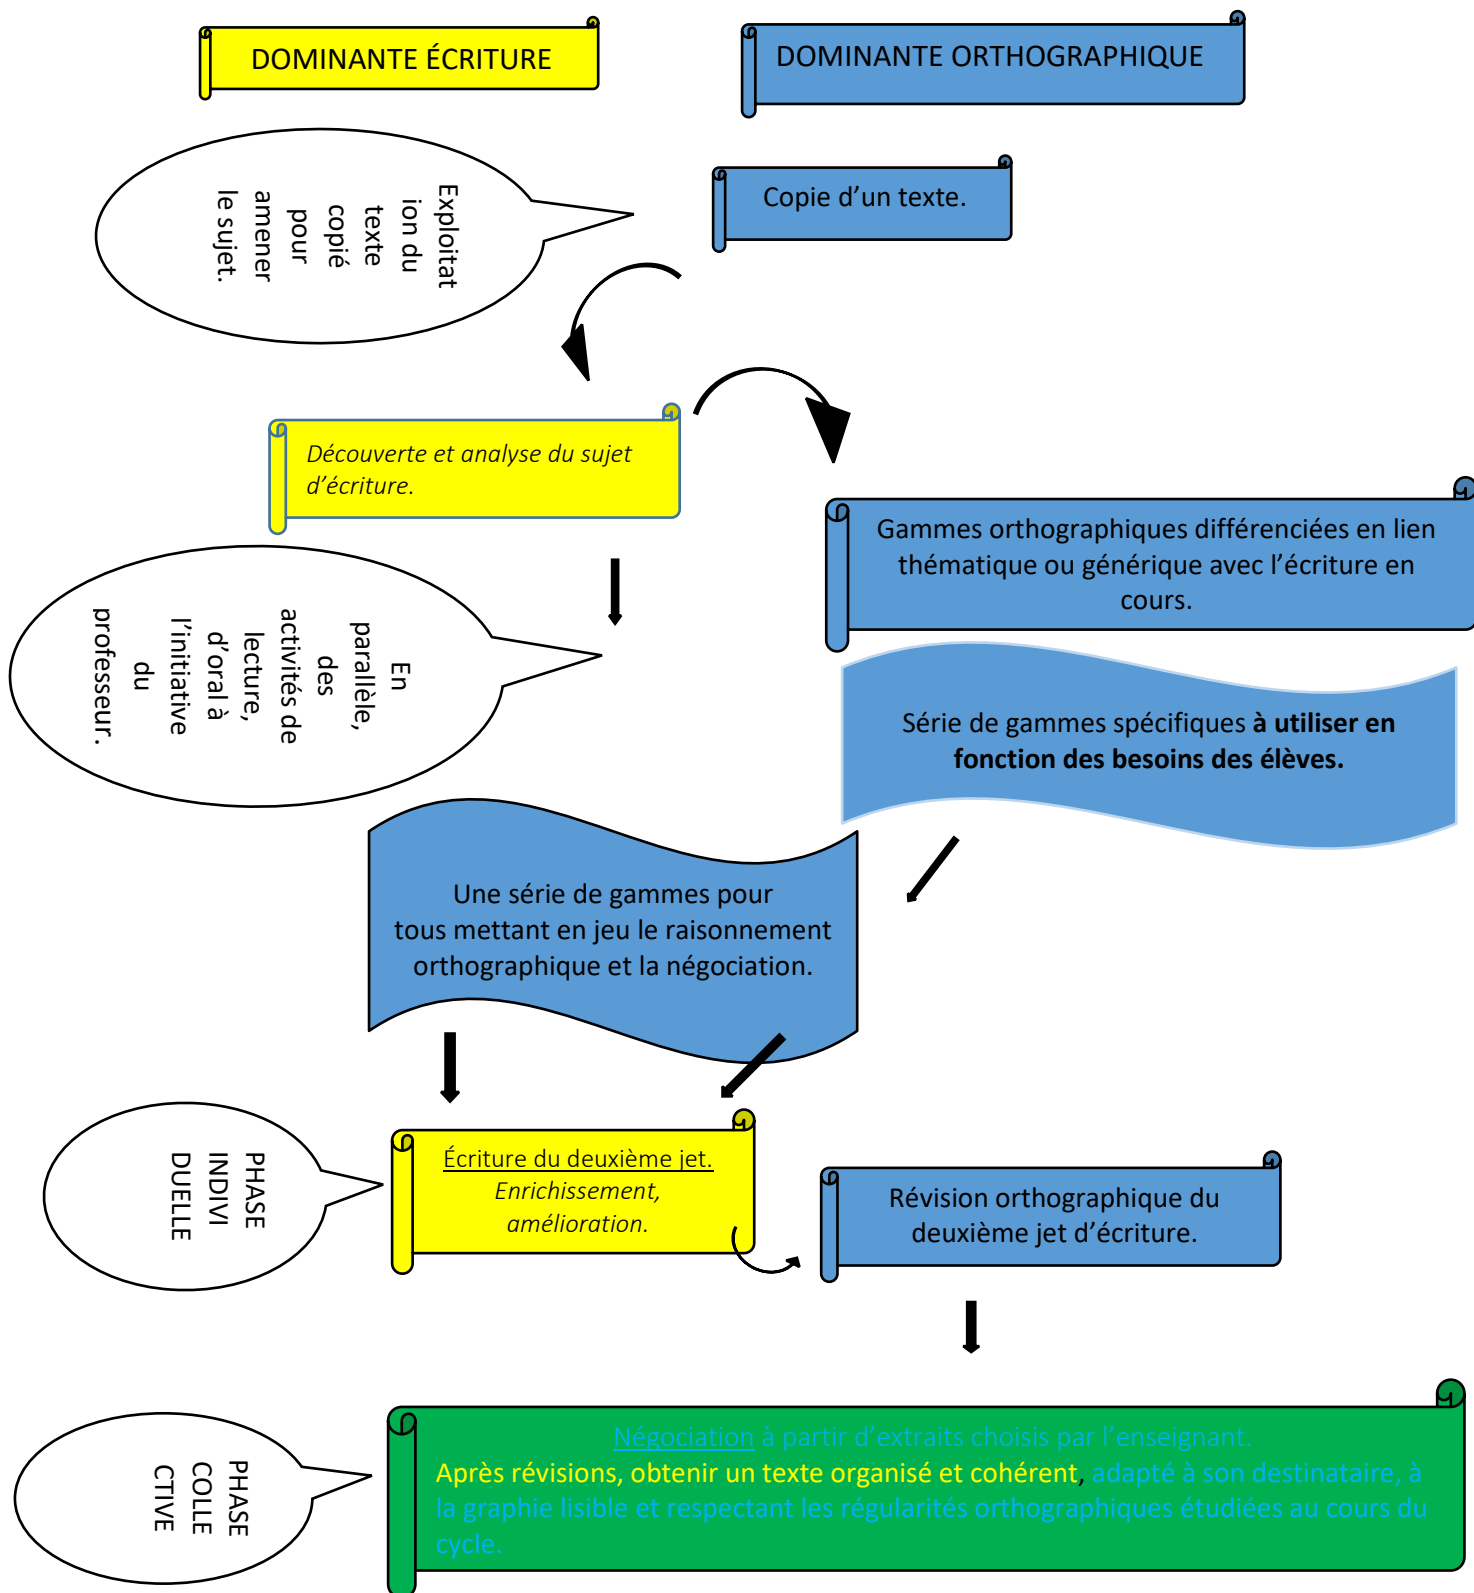 DOMINANTE ÉCRITURE
DOMINANTE ORTHOGRAPHIQUE
Copie d’un texte.
Exploitat
ion du
texte
copié
pour
amener
le sujet.
Découverte et analyse du sujet
d’écriture.
Gammes orthographiques différenciées en lien
thématique ou générique avec l’écriture en
cours.
En
parallèle,
des
activités de
lecture,
d’oral à
l’initiative
du
professeur.
Série de gammes spécifiques à utiliser en
fonction des besoins des élèves.
Une série de gammes pour
tous mettant en jeu le raisonnement
orthographique et la négociation.
PHASE
INDIVI
DUELLE
Écriture du deuxième jet.
Enrichissement,
amélioration.
Révision orthographique du
deuxième jet d’écriture.
PHASE
COLLE
CTIVE
Négociation à partir d’extraits choisis par l’enseignant.
Après révisions, obtenir un texte organisé et cohérent, adapté à son destinataire, à
la graphie lisible et respectant les régularités orthographiques étudiées au cours du
cycle.